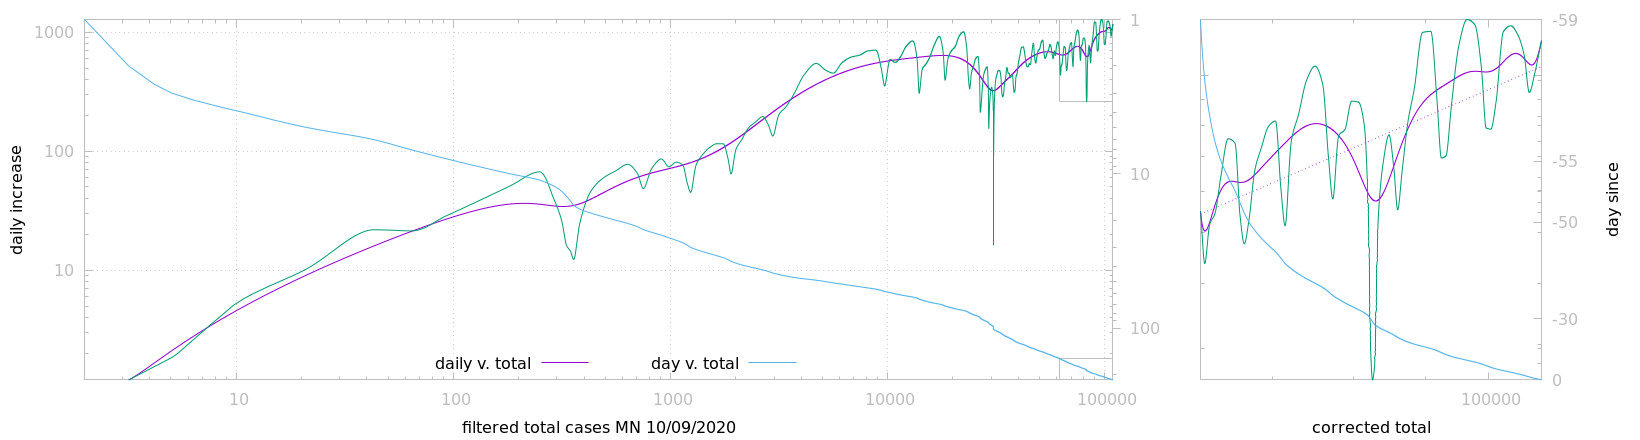 1000
100
10
daily increase
10
100
1000
10000
100000
filtered total cases MN 10/09/2020
daily v. total
day v. total
1
10
100
-59
-55
-50
-30
0
day since
100000
corrected total